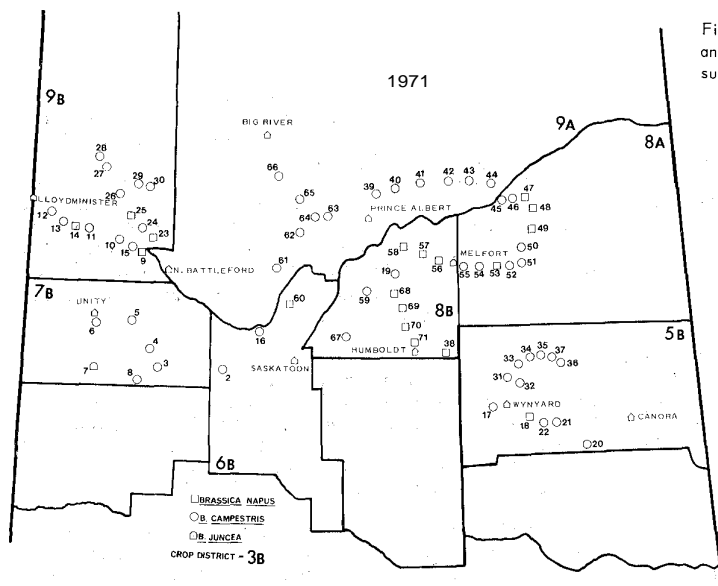 Fi
an
su
1971
9B
BIG RIVER
9A
8A
28
27
29
30
26
66
65
64
63
62
39
40
41
42
43
44
45
46
47
48
49
50
51
LLOYDMINISTER
12
13
14
11
25
24
23
10
15
9
PRINCE ALBERT
N. BATTLEFORD
61
58
57
56
MELFORT
55
54
53
52
19
59
68
69
70
71
38
67
60
8B
7B
UNITY
6
5
4
3
7
8
2
16
SASKATOON
HUMBOLDT
5B
34
35
37
33
36
31
32
17
WYNYARD
18
22
21
20
CANORA
6B
BRASSICA NAPUS
B. CAMPESTRIS
B. JUNCEA
CROP DISTRICT - 3B